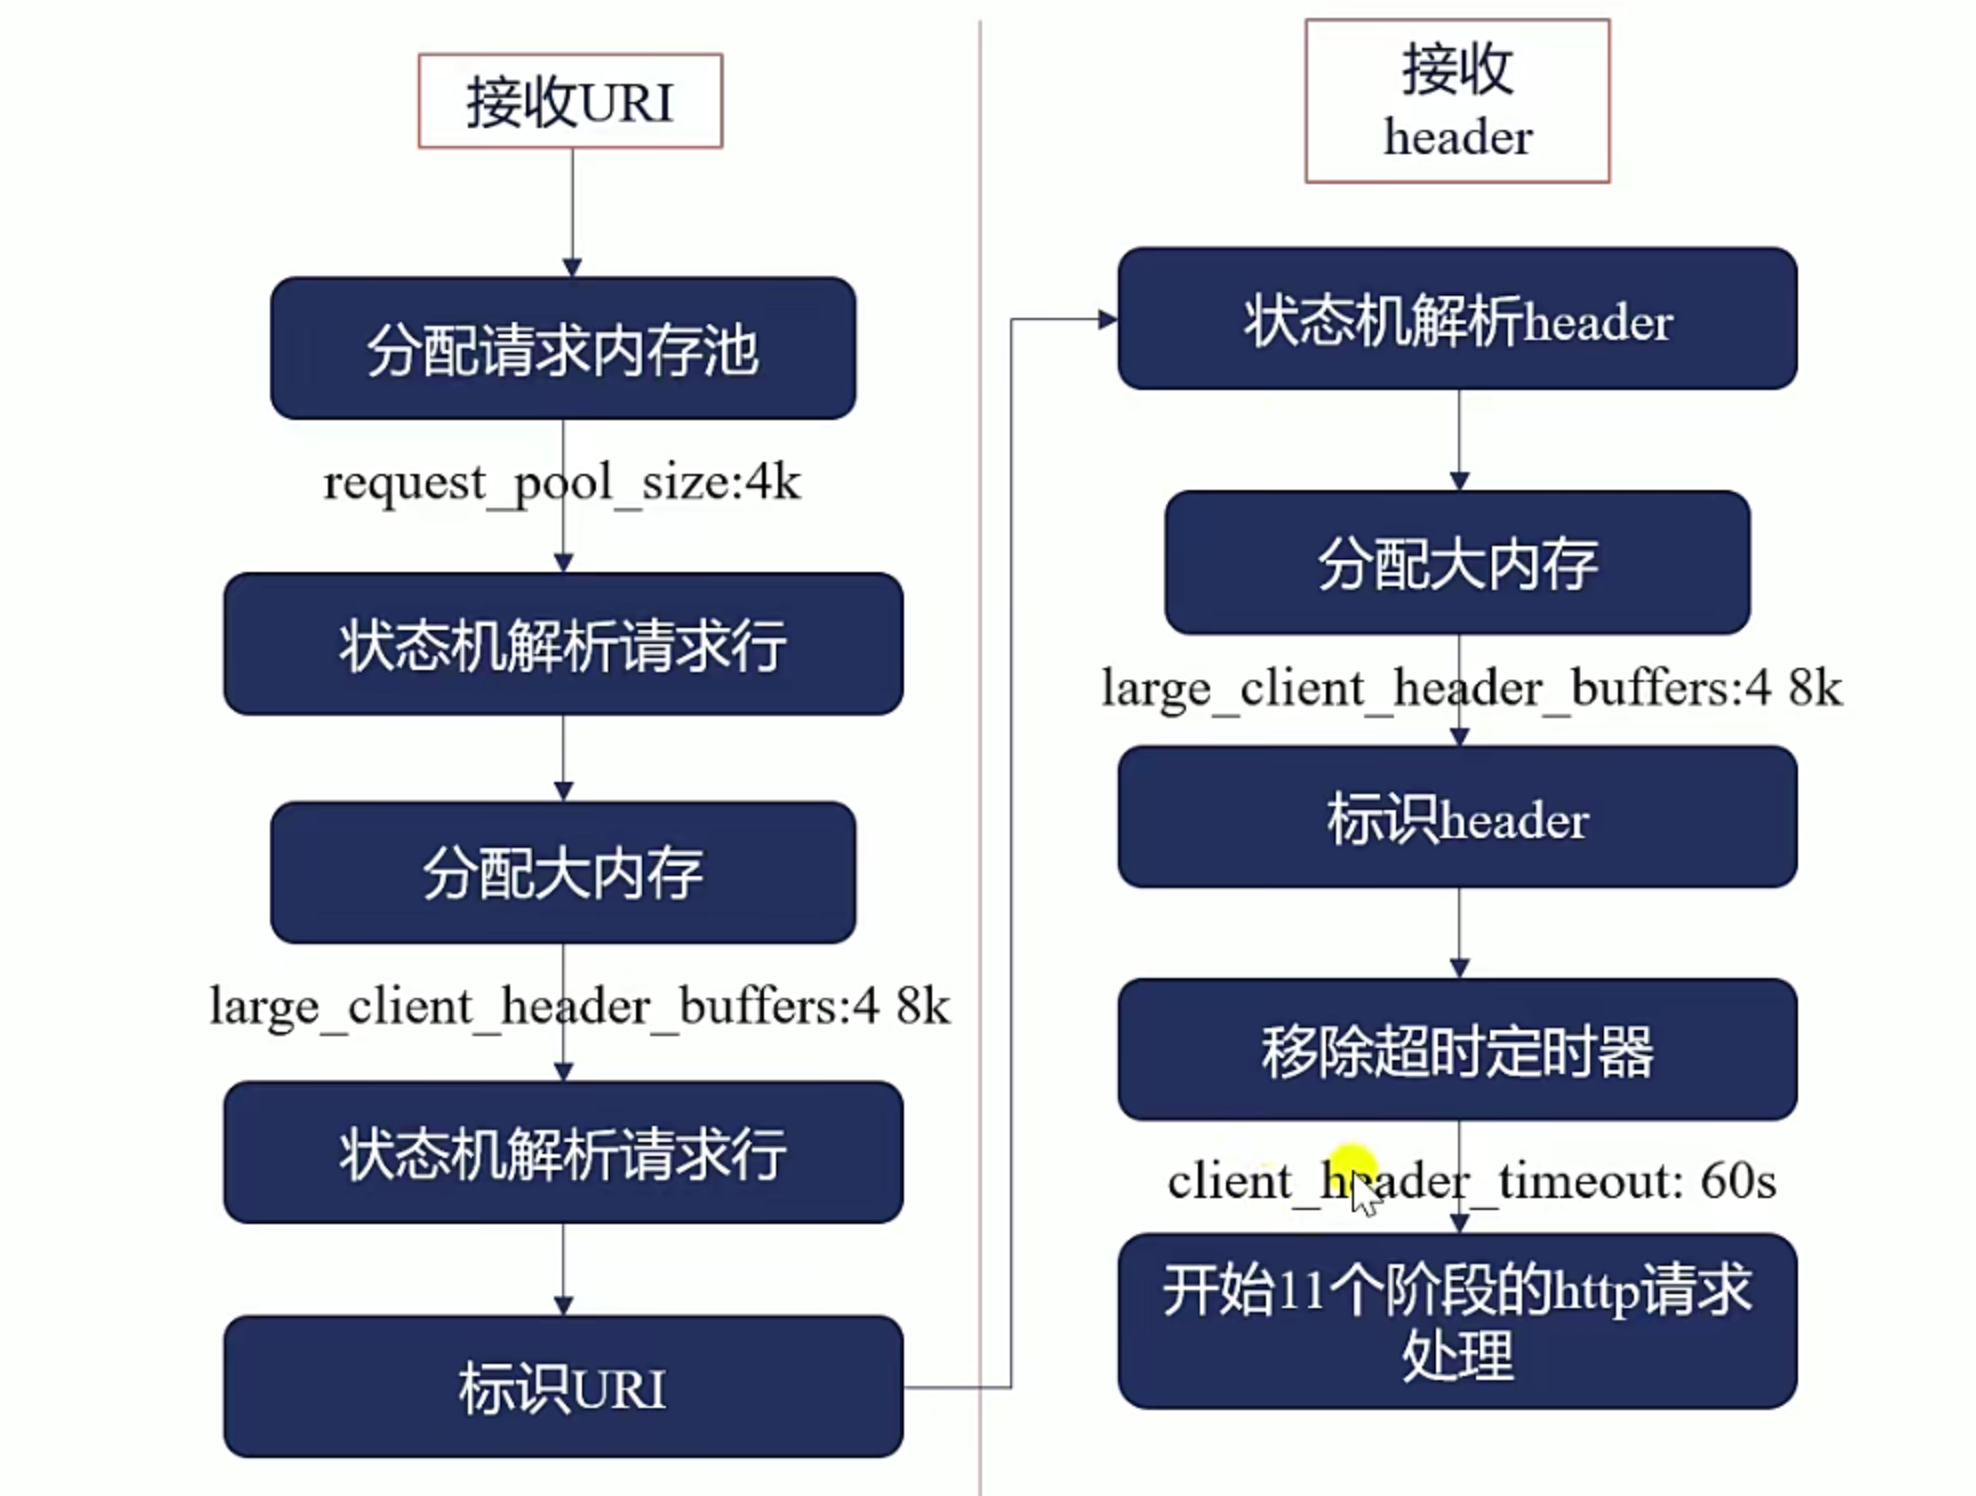 接收URI
分配请求内存池
request_pool_size:4k
状态机解析请求行
分配大内存
large_client_header_buffers:4 8k
状态机解析请求行
标识URI
接收
header
状态机解析header
分配大内存
large_client_header_buffers:4 8k
标识header
移除超时定时器
client_header_timeout: 60s
开始11个阶段的http请求
处理